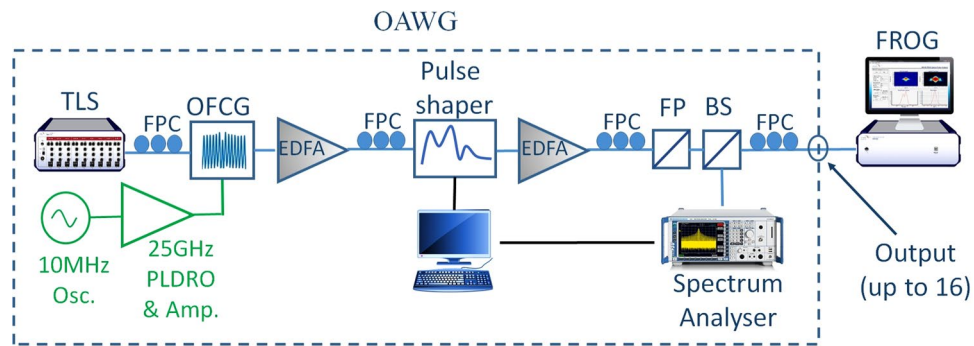 OAWG
TLS
FPC
OFCG
EDFA
FPC
Pulse
shaper
EDFA
FPC
FP
BS
FPC
FROG
10MHz
Osc.
25GHz
PLDRO
& Amp.
Spectrum
Analyser
Output
(up to 16)